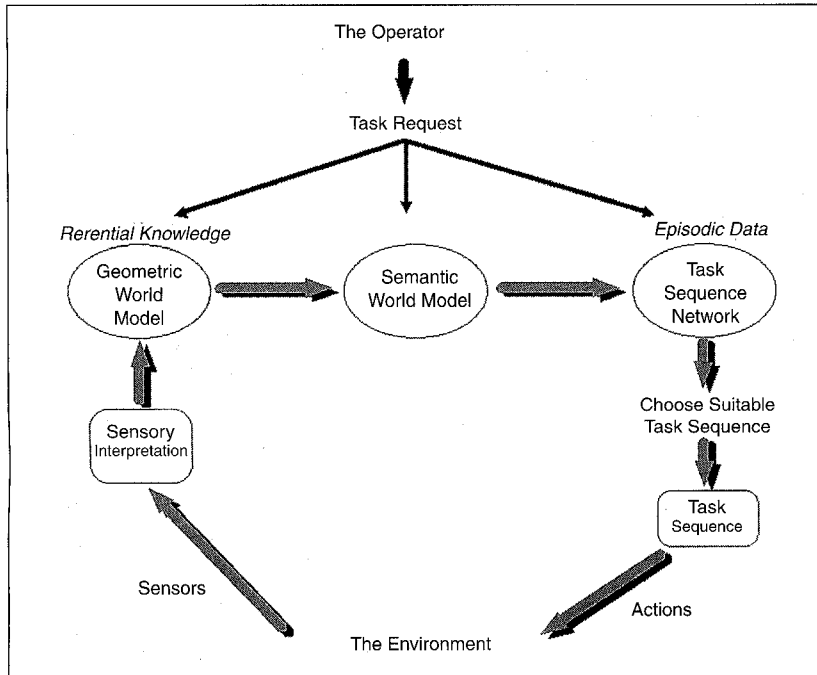 The Operator
Task Request
Rerential Knowledge
Episodic Data
Geometric
World
Model
Semantic
World Model
Task
Sequence
Network
Choose Suitable
Task Sequence
Sensory
Interpretation
Task
Sequence
Sensors
Actions
The Environment